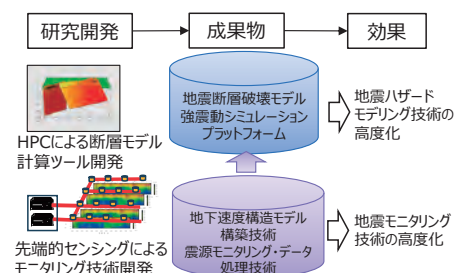 研究開発
成果物
効果
地震断層破壊モデル
強震動シミュレーション
プラットフォーム
地震ハザード
モデリング技術の
高度化
HPCによる断層モデル
計算ツール開発
地下速度構造モデル
構築技術
震源モニタリング・データ
処理技術
地震モニタリング
技術の高度化
先端的センシングによる
モニタリング技術開発